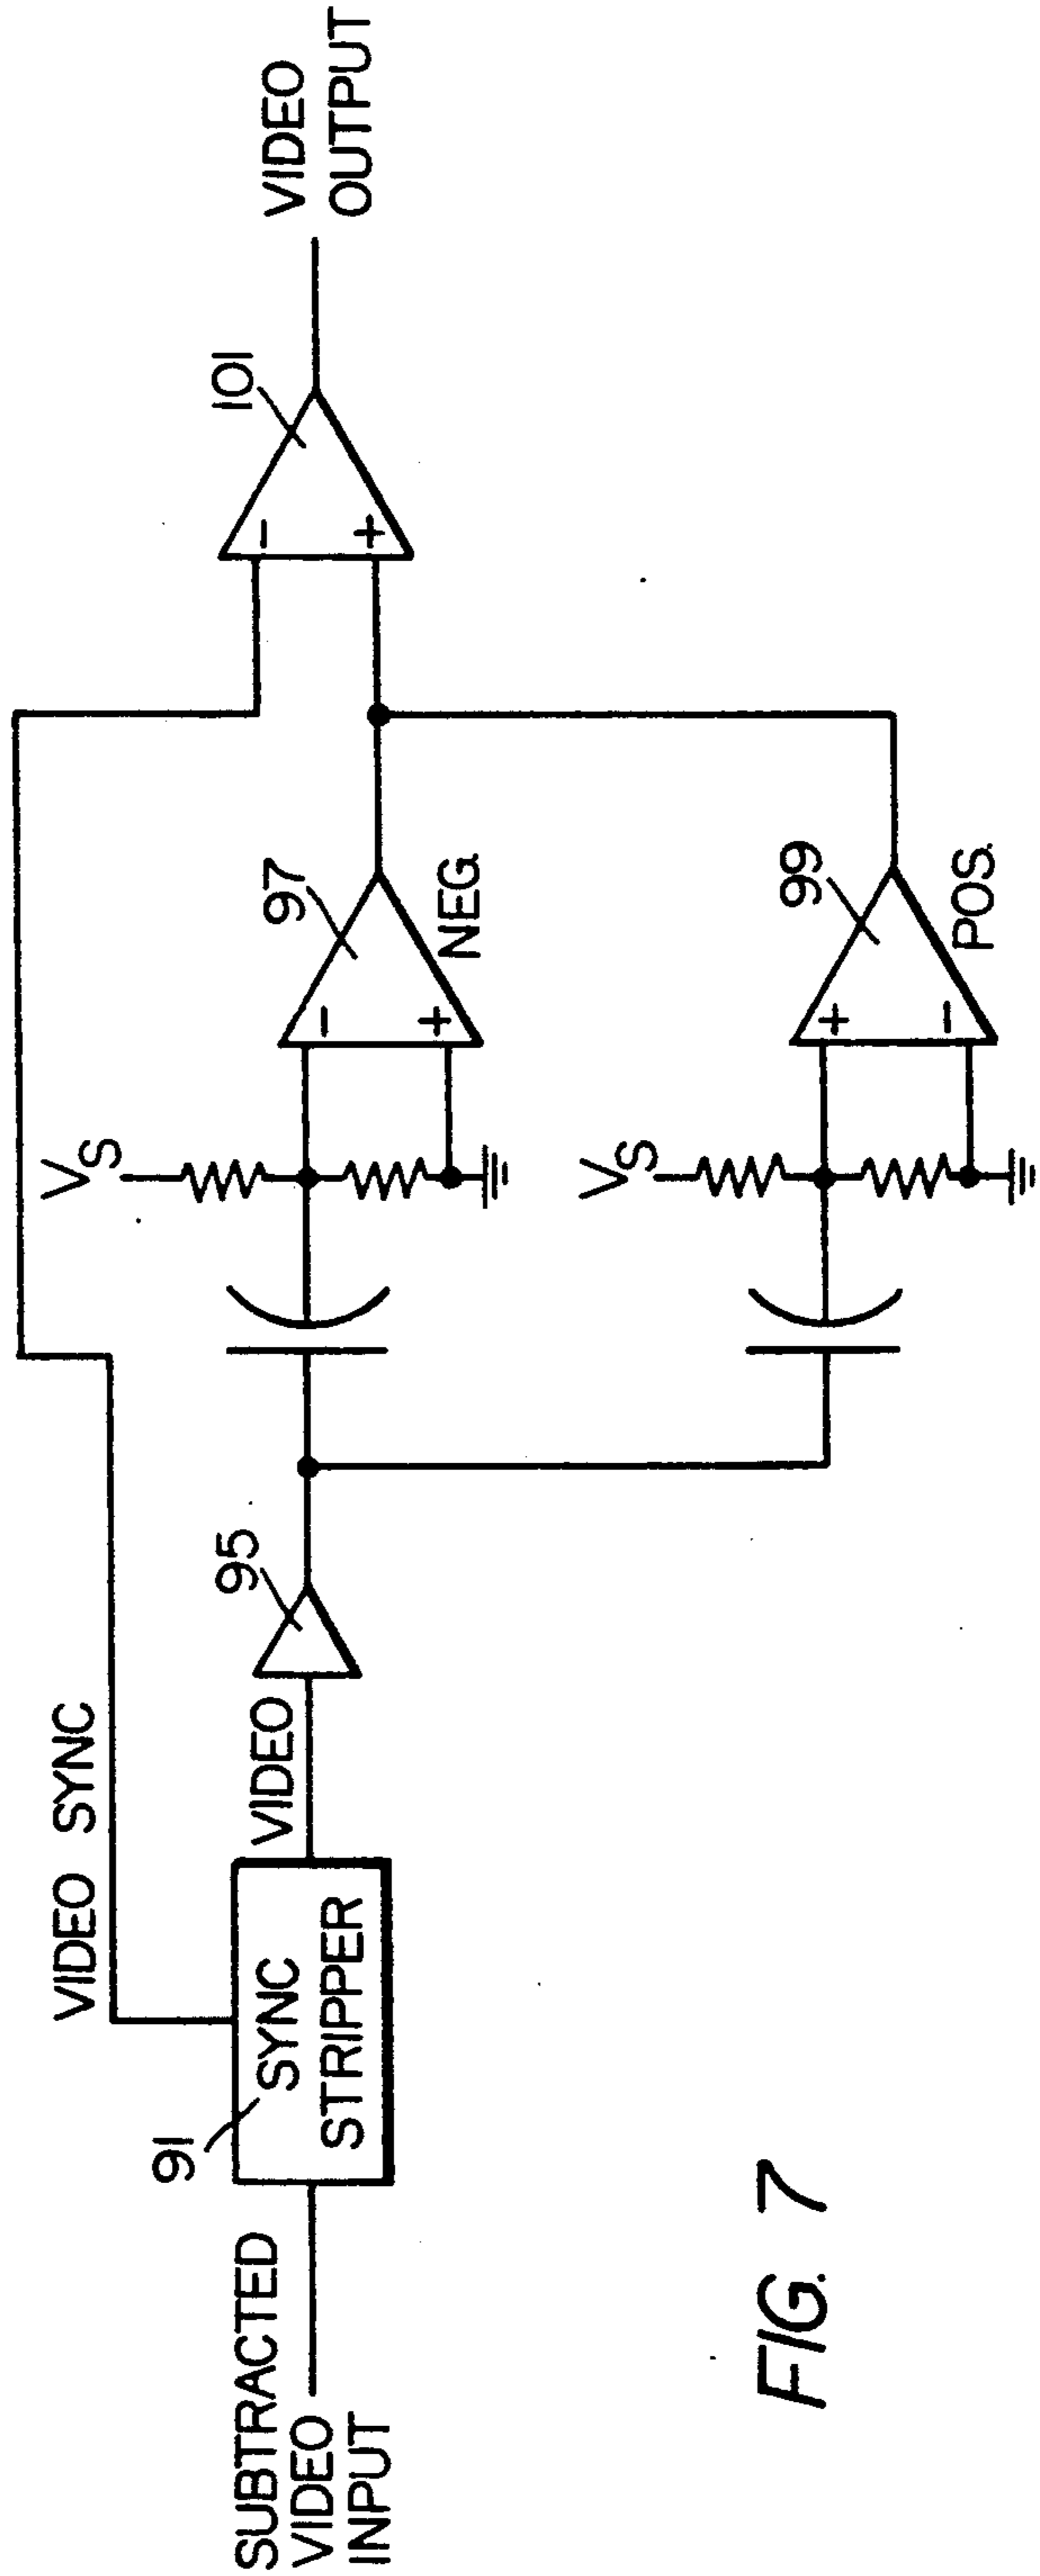 SUBTRACTED
VIDEO
INPUT
91
SYNC
STRIPPER
VIDEO SYNC
VIDEO
95
VS
VS
97
-
+
NEG.
99
+
-
POS.
101
-
+
VIDEO
OUTPUT
FIG. 7